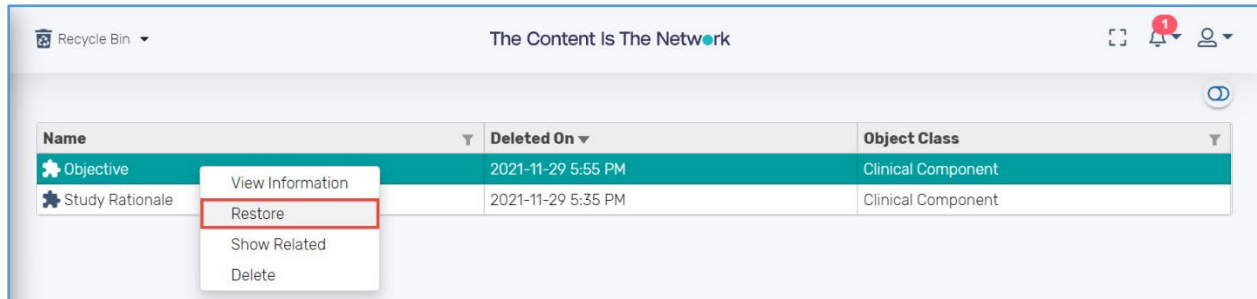 Recycle Bin
The Content Is The Network
1
Name Deleted On Object Class
Objective 2021-11-29 5:55 PM Clinical Component
Study Rationale 2021-11-29 5:35 PM Clinical Component
View Information
Restore
Show Related
Delete